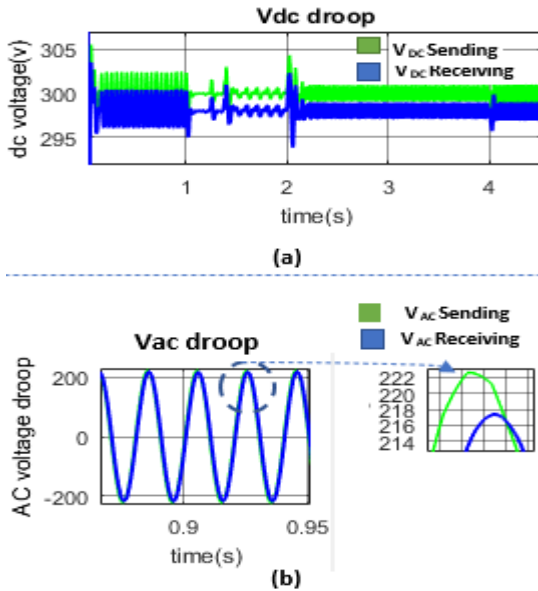 Vdc droop
305
300
295
dc voltage(v)
V DC Sending
V DC Receiving
1
2
3
4
time(s)
(a)
V AC Sending
V AC Receiving
Vac droop
200
0
-200
AC voltage droop
0.9
0.95
time(s)
222
220
218
216
214
(b)